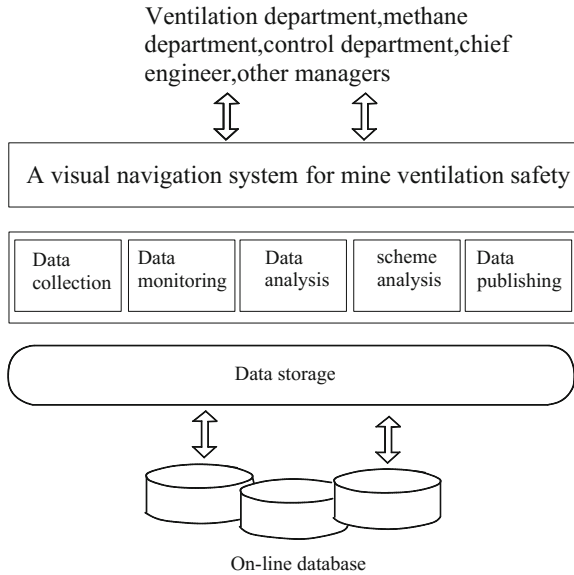 Ventilation department,methane
department,control department,chief
engineer,other managers
A visual navigation system for mine ventilation safety
Data
collection
Data
monitoring
Data
analysis
scheme
analysis
Data
publishing
Data storage
On-line database